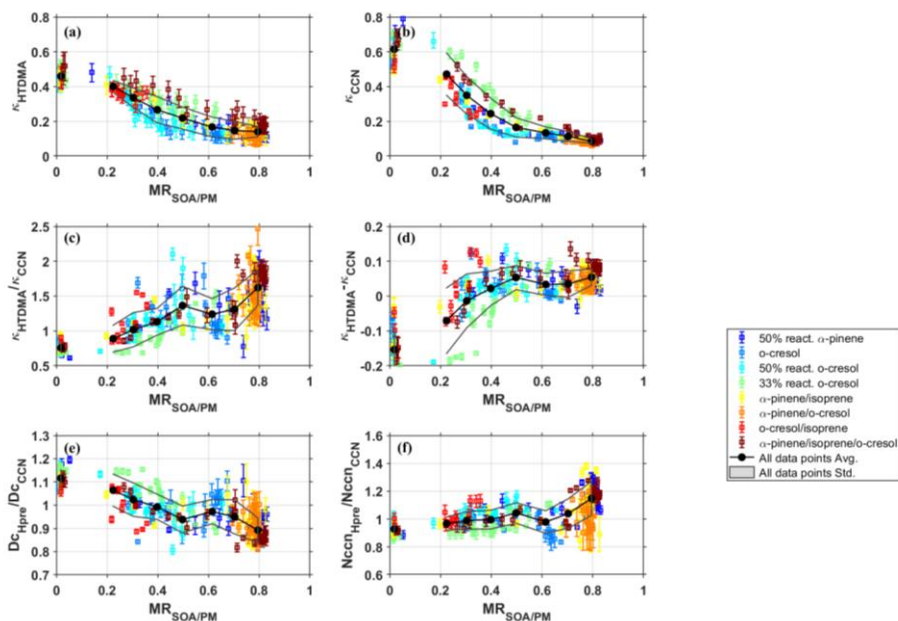 (a)
κHTDMA
0.8
0.6
0.4
0.2
0
0 0.2 0.4 0.6 0.8 1
MRSOA/PM
(b)
κCCN
0.8
0.6
0.4
0.2
0
0 0.2 0.4 0.6 0.8 1
MRSOA/PM
(c)
κHTDMA/κCCN
2.5
2
1.5
1
0.5
0 0.2 0.4 0.6 0.8 1
MRSOA/PM
(d)
κHTDMA-κCCN
0.2
0.1
0
-0.1
-0.2
0 0.2 0.4 0.6 0.8 1
MRSOA/PM
(e)
DcHpre/DcCCN
1.3
1.2
1.1
1
0.9
0.8
0.7
0 0.2 0.4 0.6 0.8 1
MRSOA/PM
(f)
NccnHpre/NccnCCN
1.6
1.4
1.2
1
0.8
0.6
0 0.2 0.4 0.6 0.8 1
MRSOA/PM
50% react. α-pinene
o-cresol
50% react. o-cresol
33% react. o-cresol
α-pinene/isoprene
α-pinene/o-cresol
o-cresol/isoprene
α-pinene/isoprene/o-cresol
All data points Avg.
All data points Std.